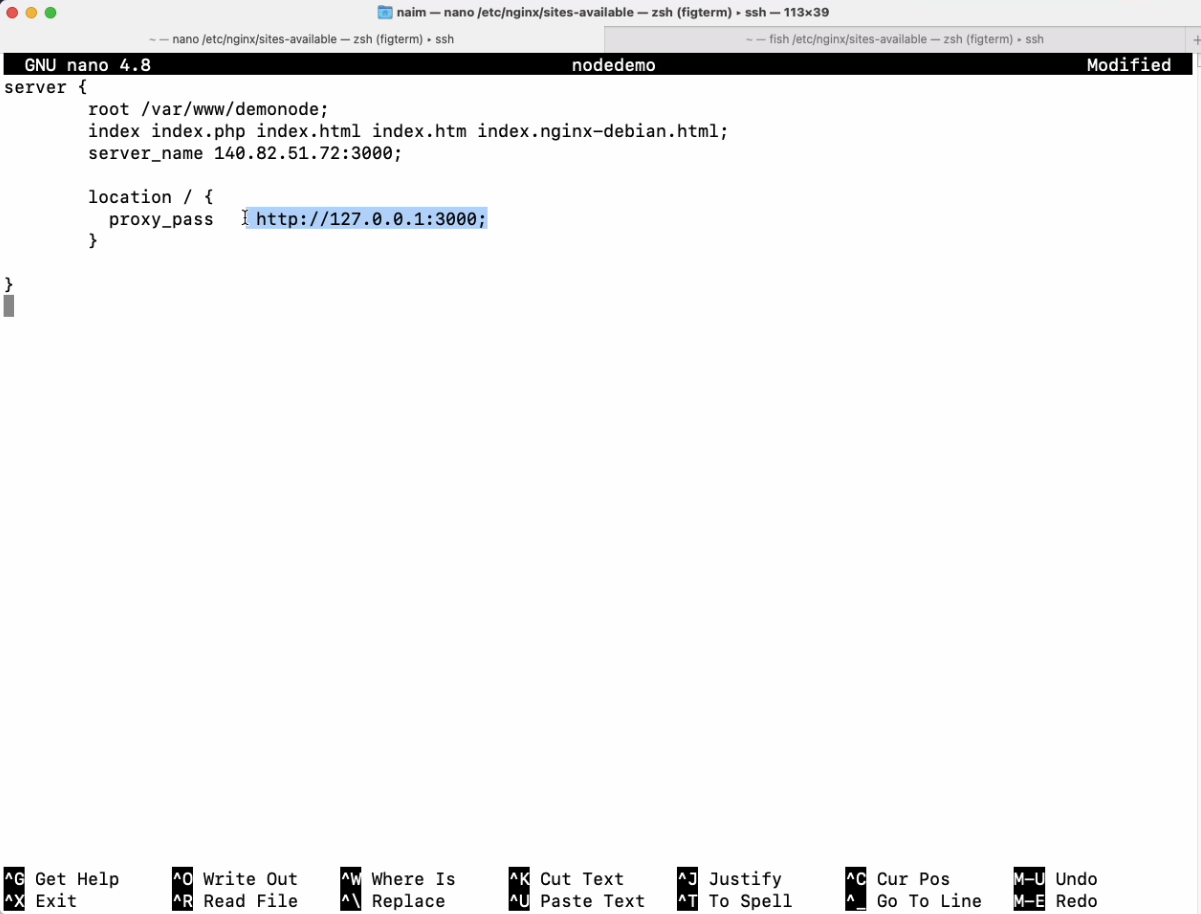 naim — nano /etc/nginx/sites-available — zsh (figterm) ‣ ssh — 113×39
~ — nano /etc/nginx/sites-available — zsh (figterm) ‣ ssh
~ — fish /etc/nginx/sites-available — zsh (figterm) ‣ ssh
+
GNU nano 4.8 nodedemo Modified
server {
root /var/www/demonode;
index index.php index.html index.htm index.nginx-debian.html;
server_name 140.82.51.72:3000;
location / {
proxy_pass http://127.0.0.1:3000;
}
}
^G Get Help ^O Write Out ^W Where Is ^K Cut Text ^J Justify ^C Cur Pos M-U Undo
^X Exit ^R Read File ^\ Replace ^U Paste Text ^T To Spell ^_ Go To Line M-E Redo